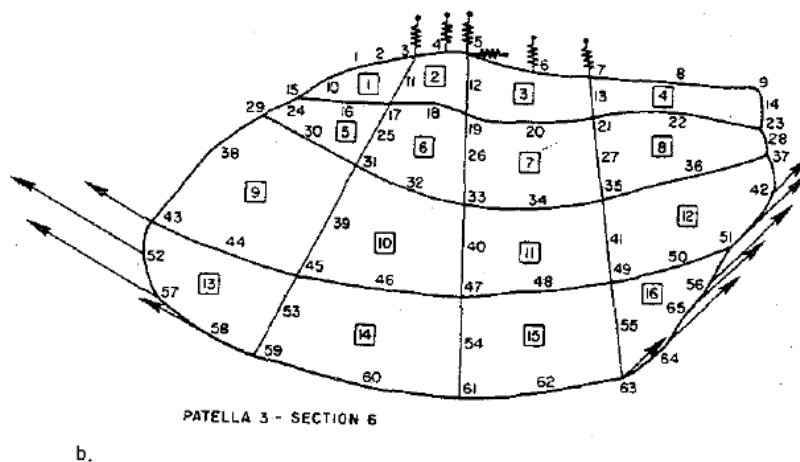 1 2 3 4 5 6 7 8 9
15 10 1 11 2 12 3 13 4 14
29 24 16 17 18 19 20 21 22 23
30 5 25 6 26 7 27 8 28
38 31 32 33 34 35 36 37
9 39 10 40 11 41 12 42
43 44 45 46 47 48 49 50 51
52 13 53 14 54 15 55 16 56
57 58 59 60 61 62 63 64 65
PATELLA 3 - SECTION 6
b.